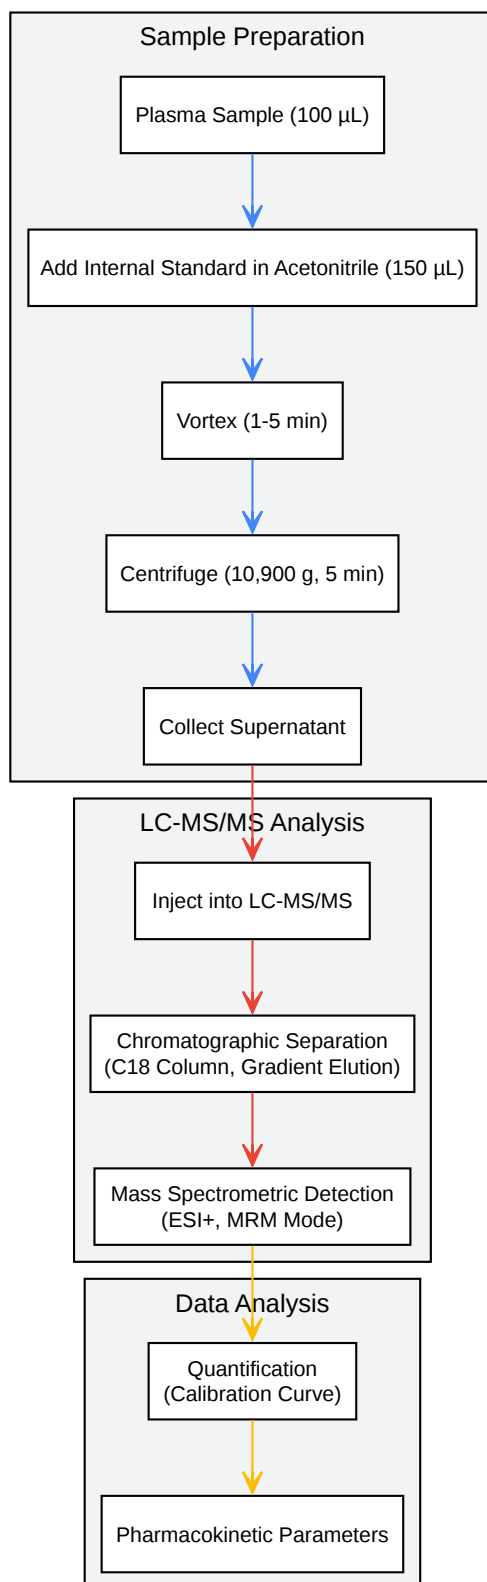 Sample Preparation
Plasma Sample (100 µL)
Add Internal Standard in Acetonitrile (150 µL)
Vortex (1-5 min)
Centrifuge (10,900 g, 5 min)
Collect Supernatant
LC-MS/MS Analysis
Inject into LC-MS/MS
Chromatographic Separation
(C18 Column, Gradient Elution)
Mass Spectrometric Detection
(ESI+, MRM Mode)
Data Analysis
Quantification
(Calibration Curve)
Pharmacokinetic Parameters